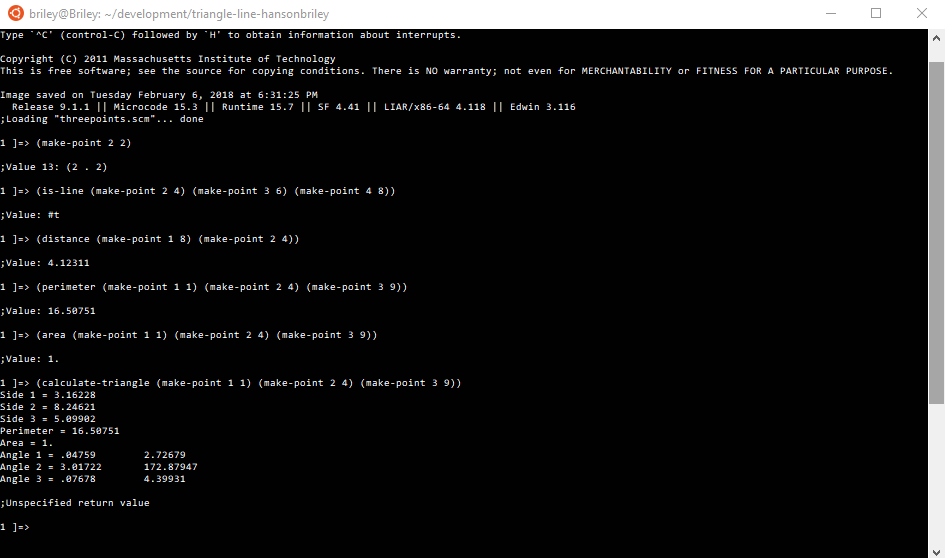 briley@Briley: ~/development/triangle-line-hansonbriley
Type `^C' (control-C) followed by `H' to obtain information about interrupts.
Copyright (C) 2011 Massachusetts Institute of Technology
This is free software; see the source for copying conditions. There is NO warranty; not even for MERCHANTABILITY or FITNESS FOR A PARTICULAR PURPOSE.
Image saved on Tuesday February 6, 2018 at 6:31:25 PM
  Release 9.1.1 || Microcode 15.3 || Runtime 15.7 || SF 4.41 || LIAR/x86-64 4.118 || Edwin 3.116
;Loading "threepoints.scm"... done
1 ]=> (make-point 2 2)
;Value 13: (2 . 2)
1 ]=> (is-line (make-point 2 4) (make-point 3 6) (make-point 4 8))
;Value: #t
1 ]=> (distance (make-point 1 8) (make-point 2 4))
;Value: 4.12311
1 ]=> (perimeter (make-point 1 1) (make-point 2 4) (make-point 3 9))
;Value: 16.50751
1 ]=> (area (make-point 1 1) (make-point 2 4) (make-point 3 9))
;Value: 1.
1 ]=> (calculate-triangle (make-point 1 1) (make-point 2 4) (make-point 3 9))
Side 1 = 3.16228
Side 2 = 8.24621
Side 3 = 5.09902
Perimeter = 16.50751
Area = 1.
Angle 1 = .04759        2.72679
Angle 2 = 3.01722       172.87947
Angle 3 = .07678        4.39931
;Unspecified return value
1 ]=>